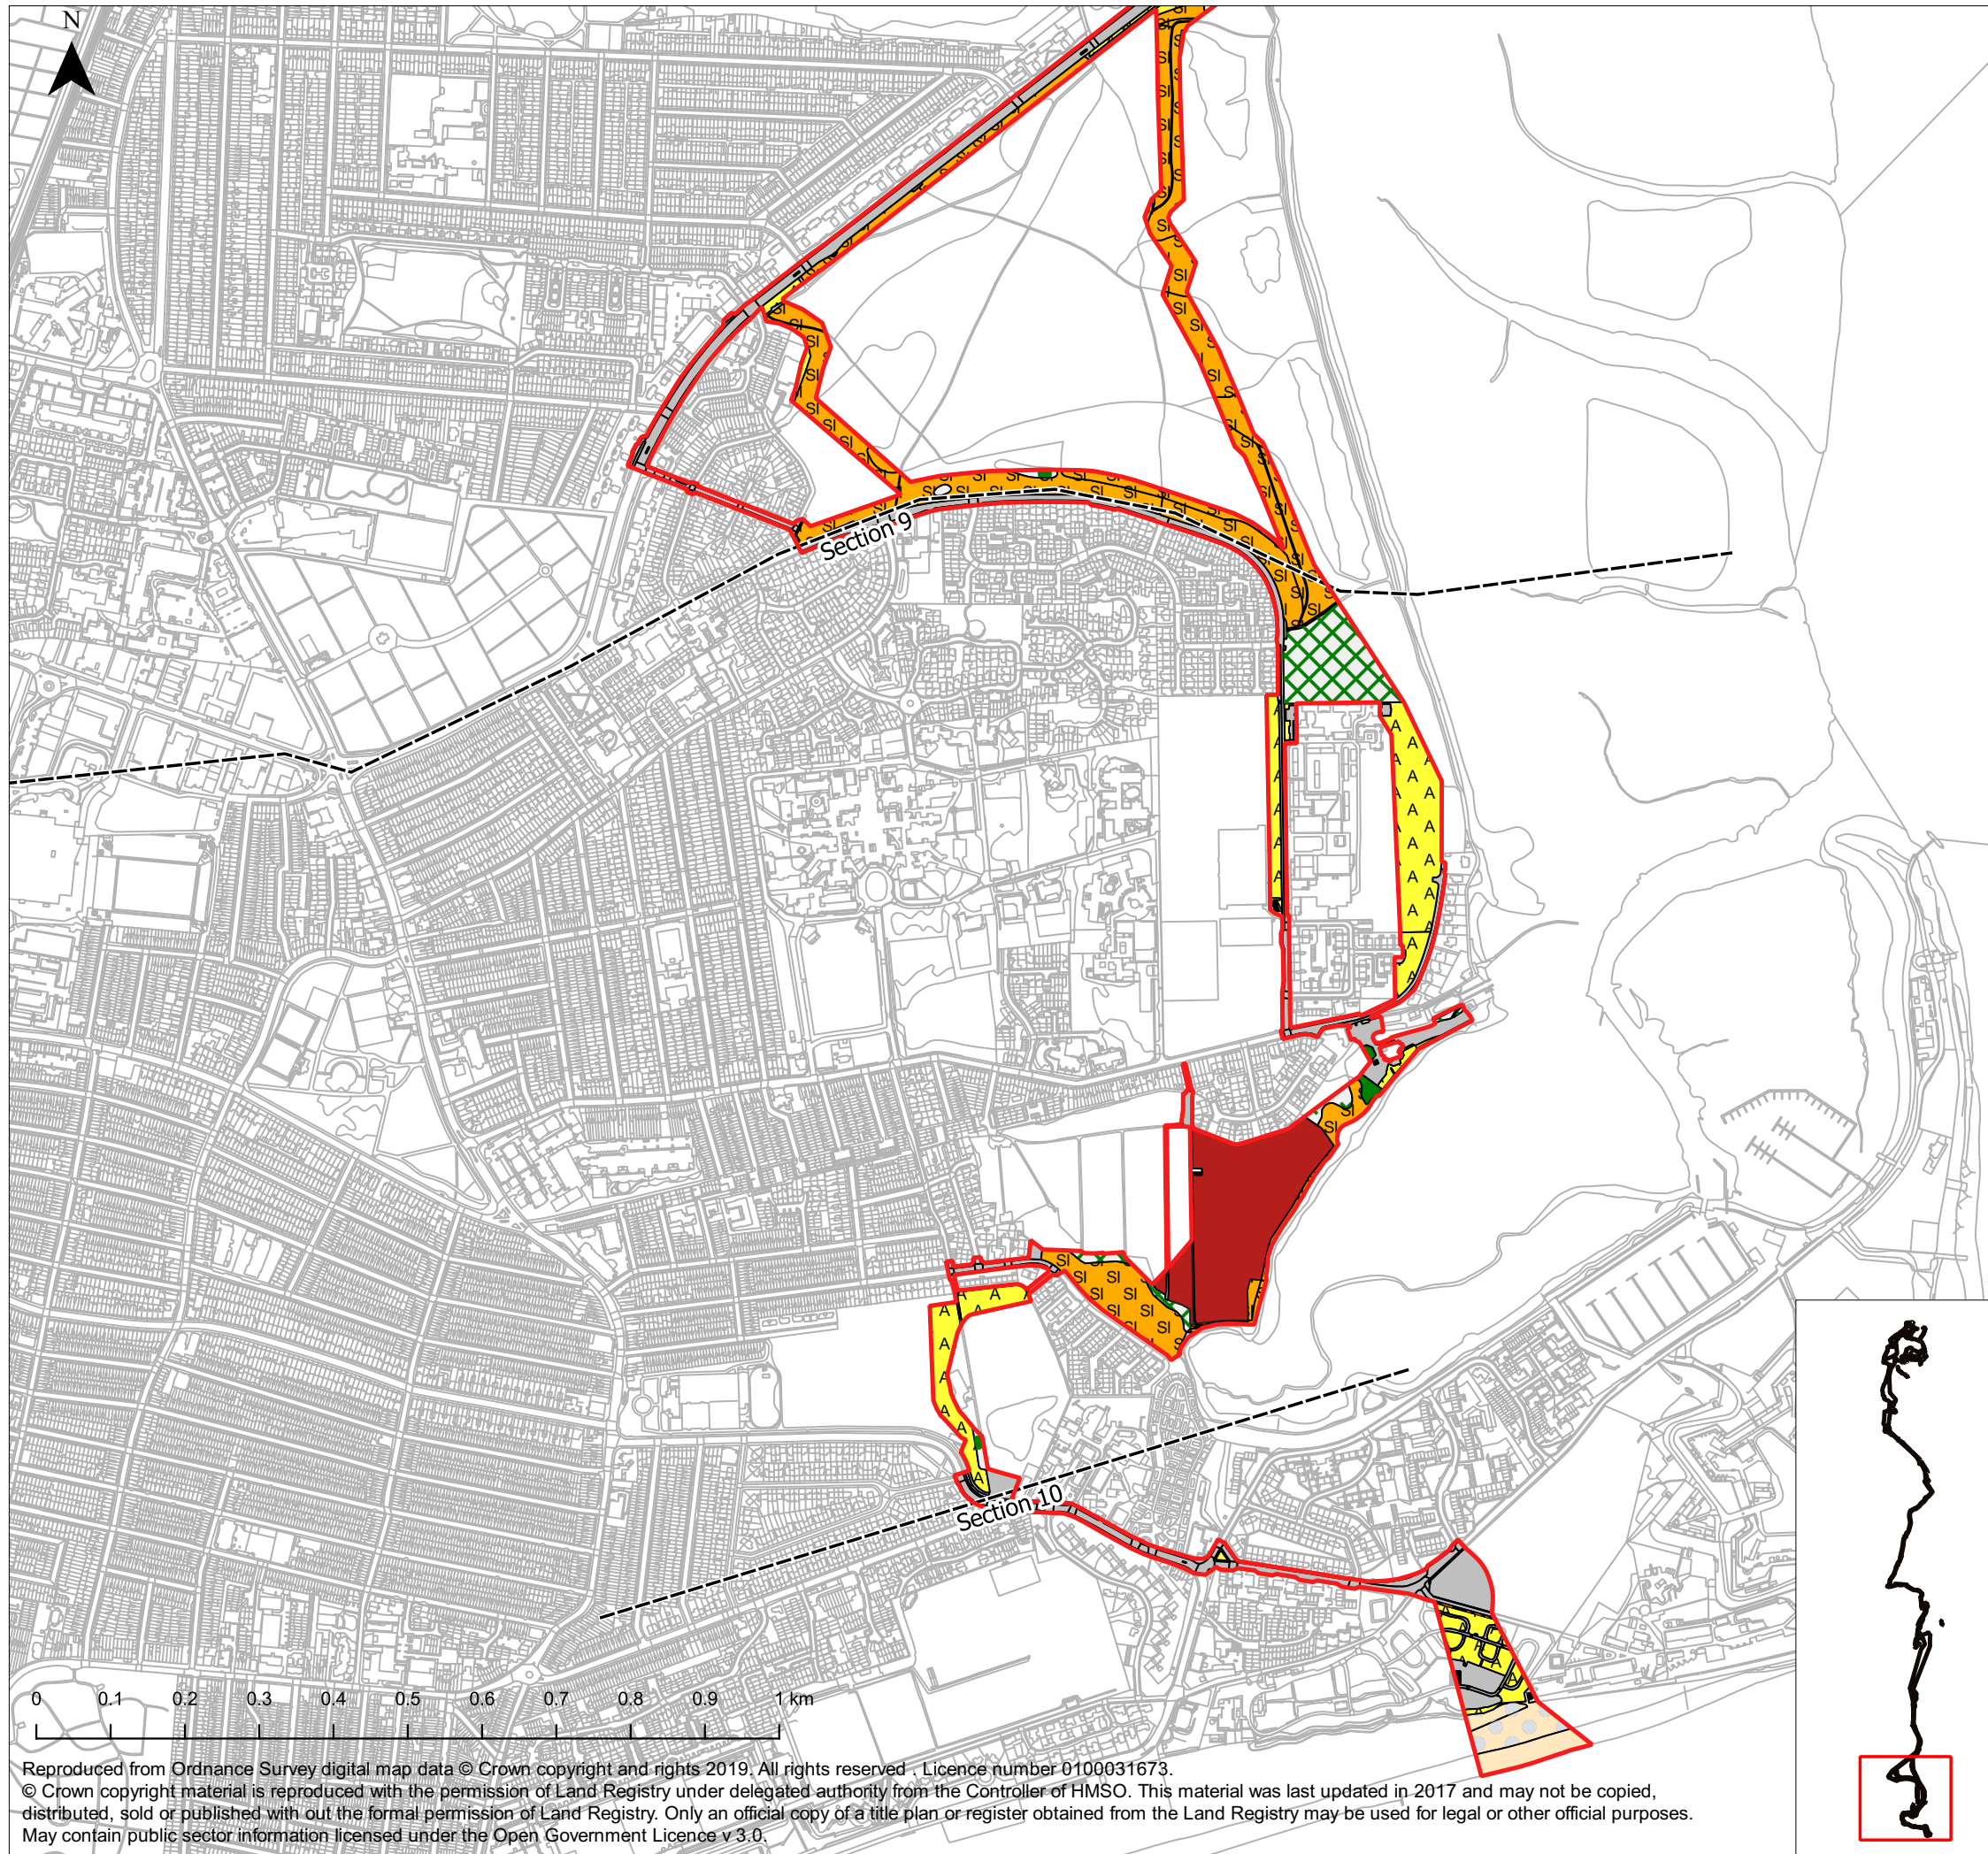 N
Section 9
Section 10
0 0.1 0.2 0.3 0.4 0.5 0.6 0.7 0.8 0.9 1 km
Reproduced from Ordnance Survey digital map data © Crown copyright and rights 2019. All rights reserved . Licence number 0100031673.
© Crown copyright material is reproduced with the permission of Land Registry under delegated authority from the Controller of HMSO. This material was last updated in 2017 and may not be copied,
distributed, sold or published with out the formal permission of Land Registry. Only an official copy of a title plan or register obtained from the Land Registry may be used for legal or other official purposes.
May contain public sector information licensed under the Open Government Licence v 3.0.